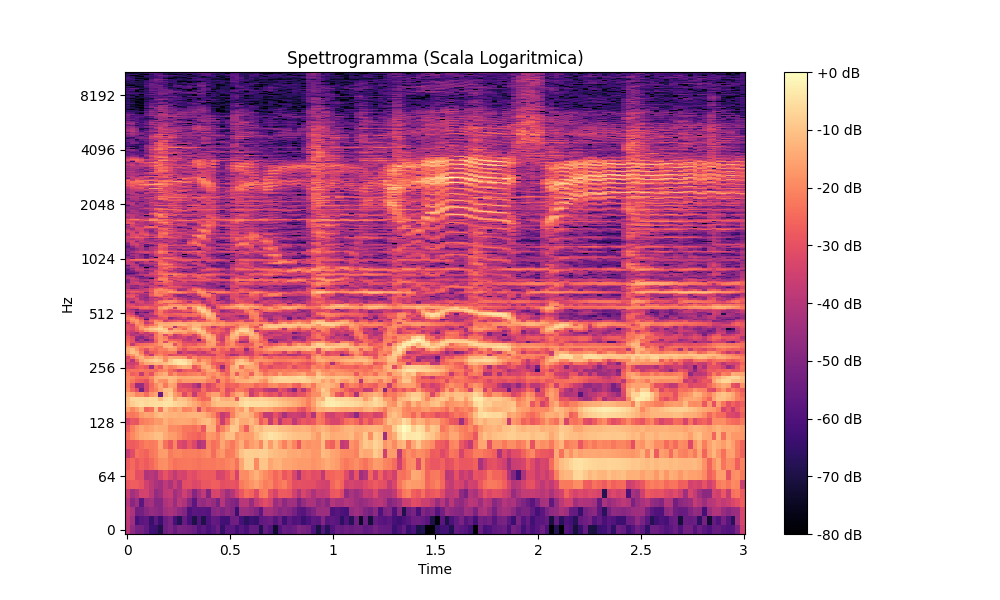 Spettrogramma (Scala Logaritmica)
Hz
8192
4096
2048
1024
512
256
128
64
0
0
0.5
1
1.5
2
2.5
3
Time
+0 dB
-10 dB
-20 dB
-30 dB
-40 dB
-50 dB
-60 dB
-70 dB
-80 dB